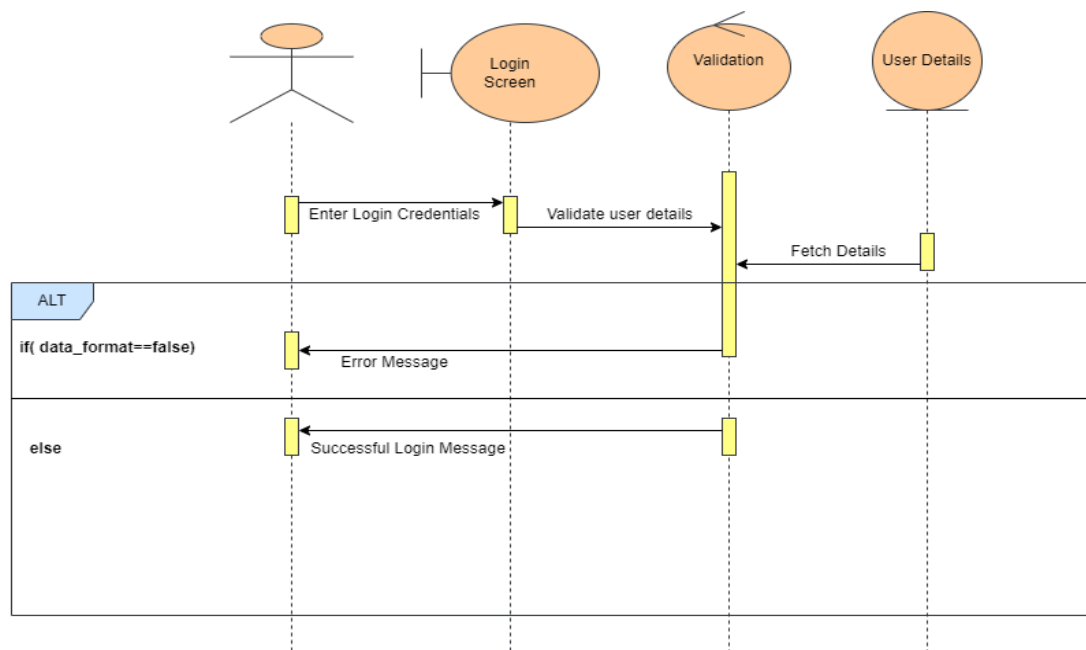 Login
Screen
Validation
User Details
Enter Login Credentials
Validate user details
Fetch Details
ALT
if( data_format==false)
Error Message
else
Successful Login Message